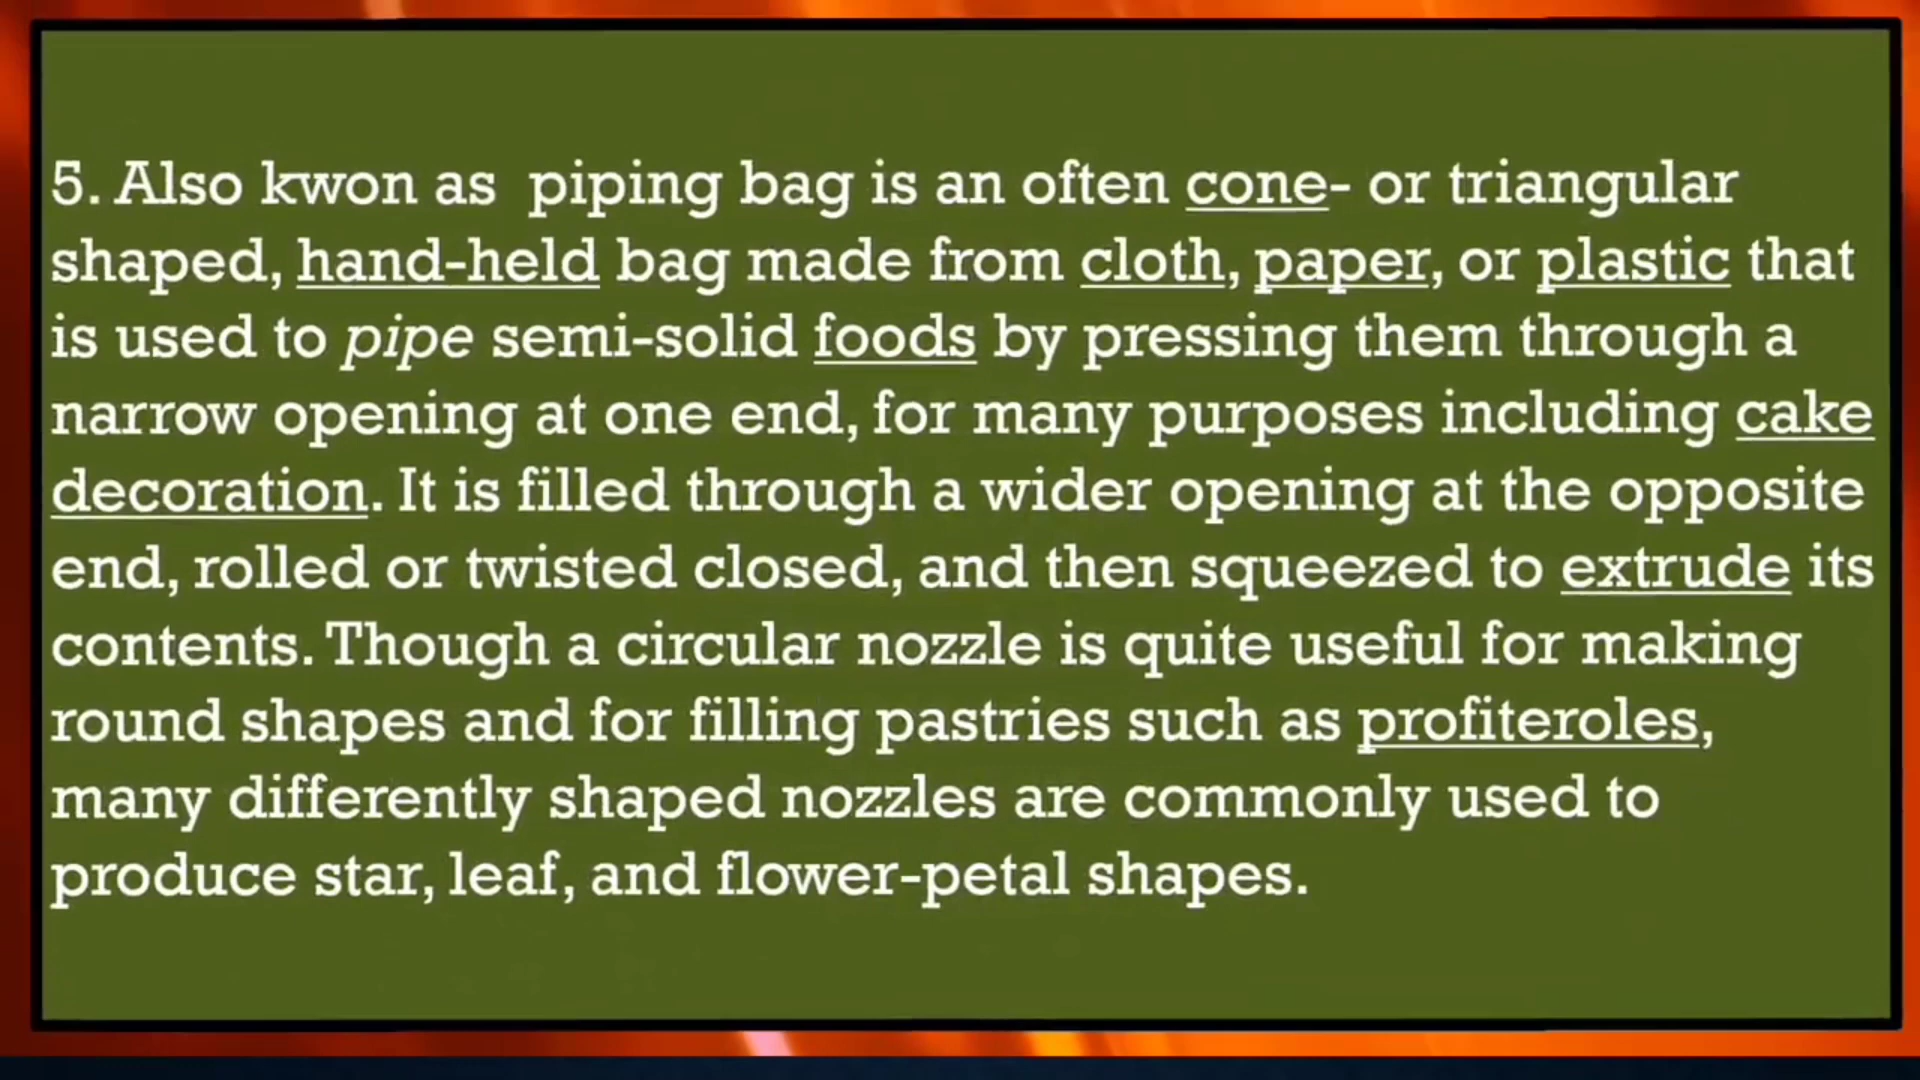 5. Also kwon as  piping bag is an often cone- or triangular
shaped, hand-held bag made from cloth, paper, or plastic that
is used to pipe semi-solid foods by pressing them through a
narrow opening at one end, for many purposes including cake
decoration. It is filled through a wider opening at the opposite
end, rolled or twisted closed, and then squeezed to extrude its
contents. Though a circular nozzle is quite useful for making
round shapes and for filling pastries such as profiteroles,
many differently shaped nozzles are commonly used to
produce star, leaf, and flower-petal shapes.